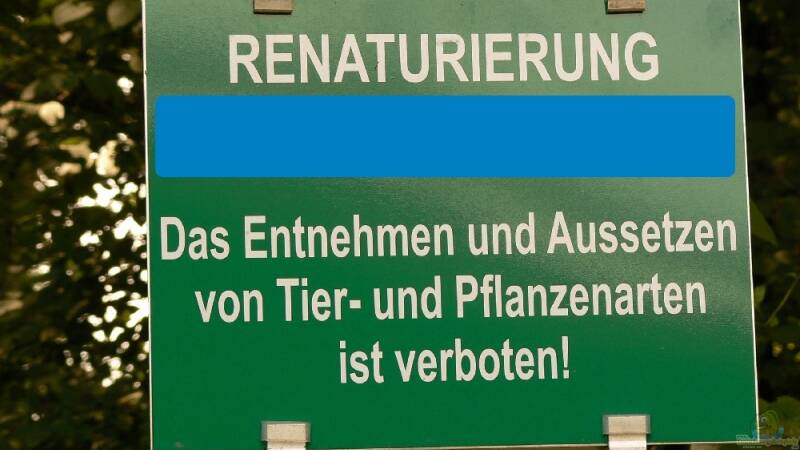 RENATURIERUNG
Das Entnehmen und Aussetzen
von Tier- und Pflanzenarten
ist verboten!